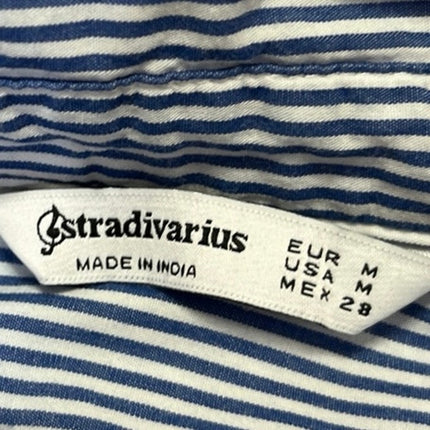 stradivarius
MADE IN INDIA
EUR M
USA M
MEX 28